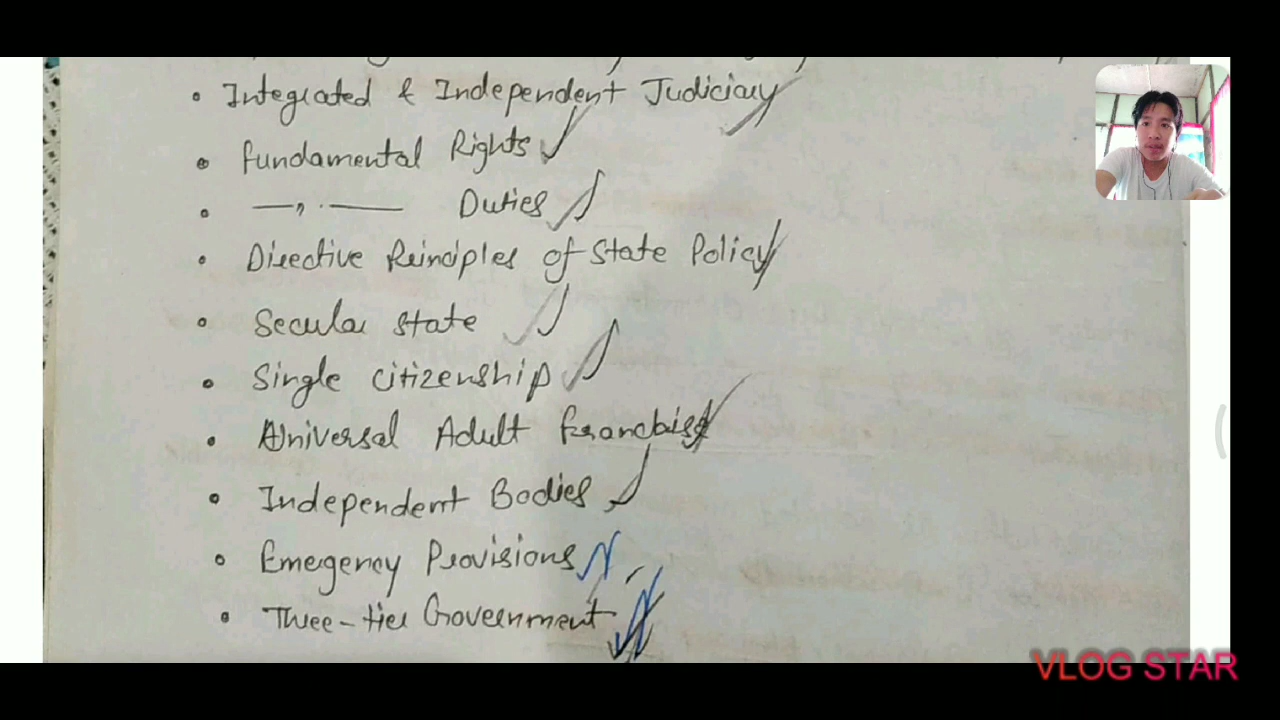 • Integrated & Independent Judiciary
• Fundamental Rights
• —„— Duties
• Directive Principles of State Policy
• Secular state
• Single citizenship
• Universal Adult Franchise
• Independent Bodies
• Emergency Provisions
• Three-tier Government
VLOG STAR